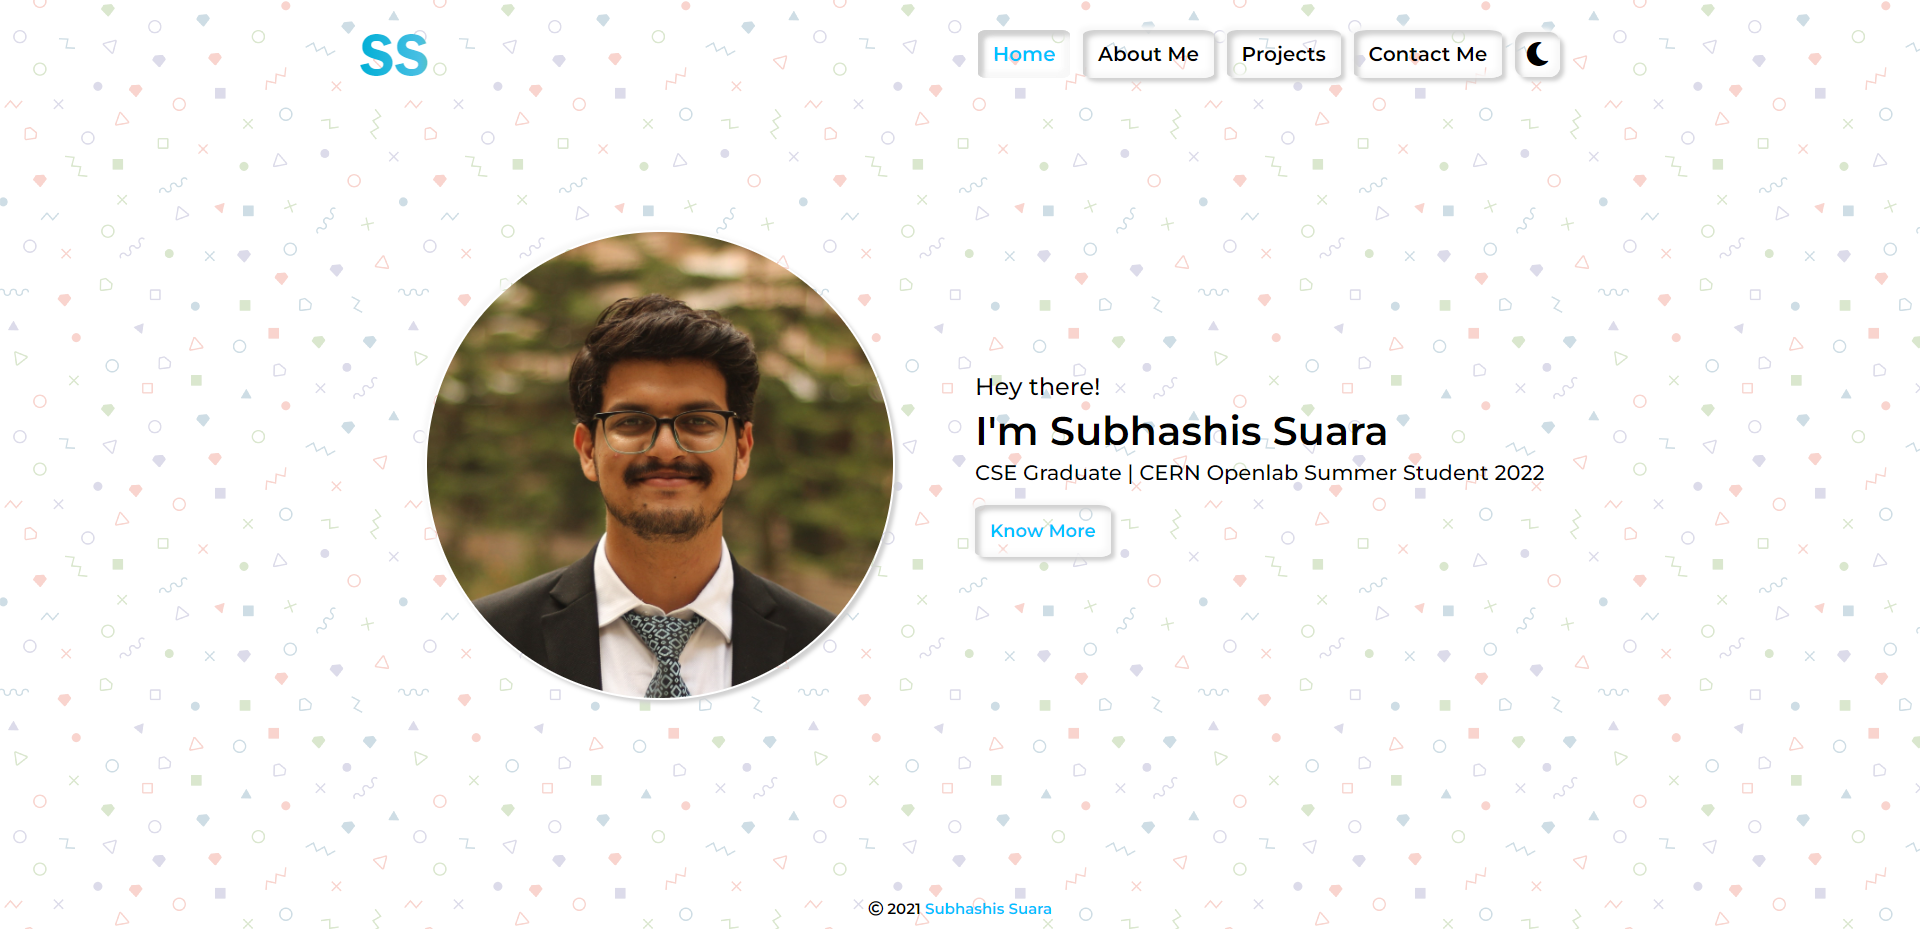 SS
Home
About Me
Projects
Contact Me
Hey there!
I'm Subhashis Suara
CSE Graduate | CERN Openlab Summer Student 2022
Know More
© 2021 Subhashis Suara